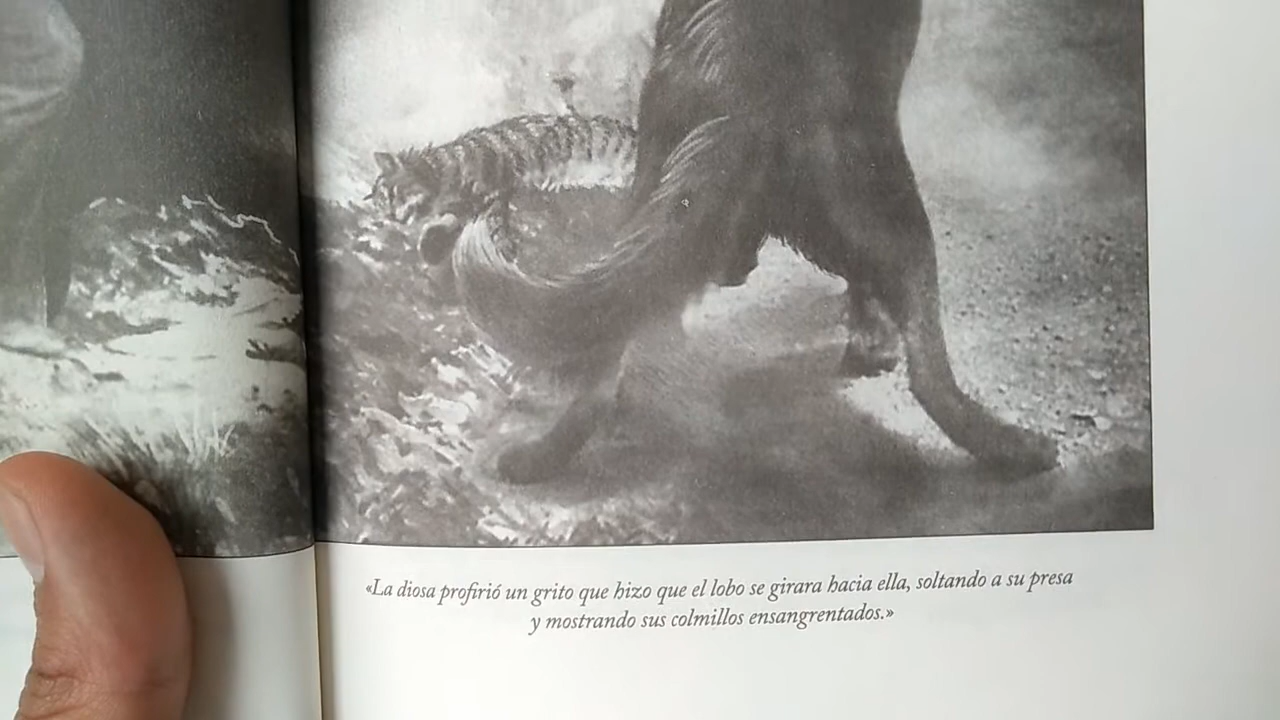 «La diosa profirió un grito que hizo que el lobo se girara hacia ella, soltando a su presa
y mostrando sus colmillos ensangrentados.»